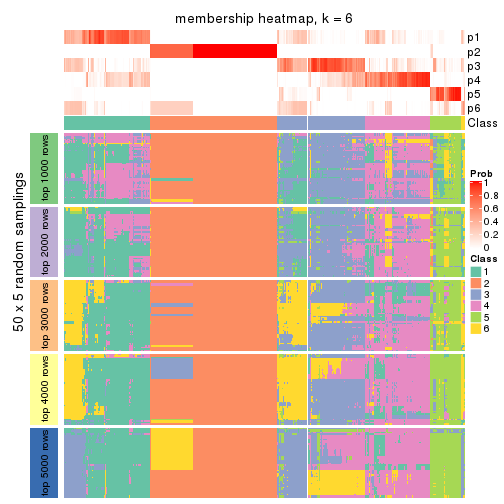 membership heatmap, k = 6
p1
p2
p3
p4
p5
p6
Class
50 x 5 random samplings
top 1000 rows
top 2000 rows
top 3000 rows
top 4000 rows
top 5000 rows
Prob
1
0.8
0.6
0.4
0.2
0
Class
1
2
3
4
5
6